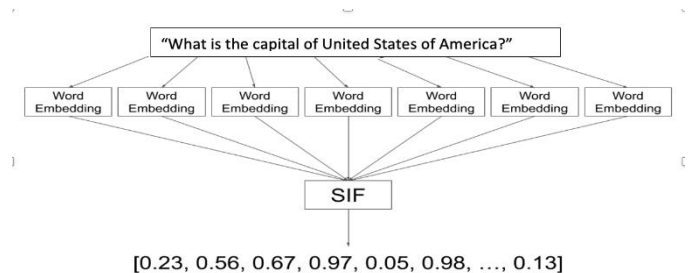 “What is the capital of United States of America?”
Word Embedding
Word Embedding
Word Embedding
Word Embedding
Word Embedding
Word Embedding
Word Embedding
SIF
[0.23, 0.56, 0.67, 0.97, 0.05, 0.98, ..., 0.13]